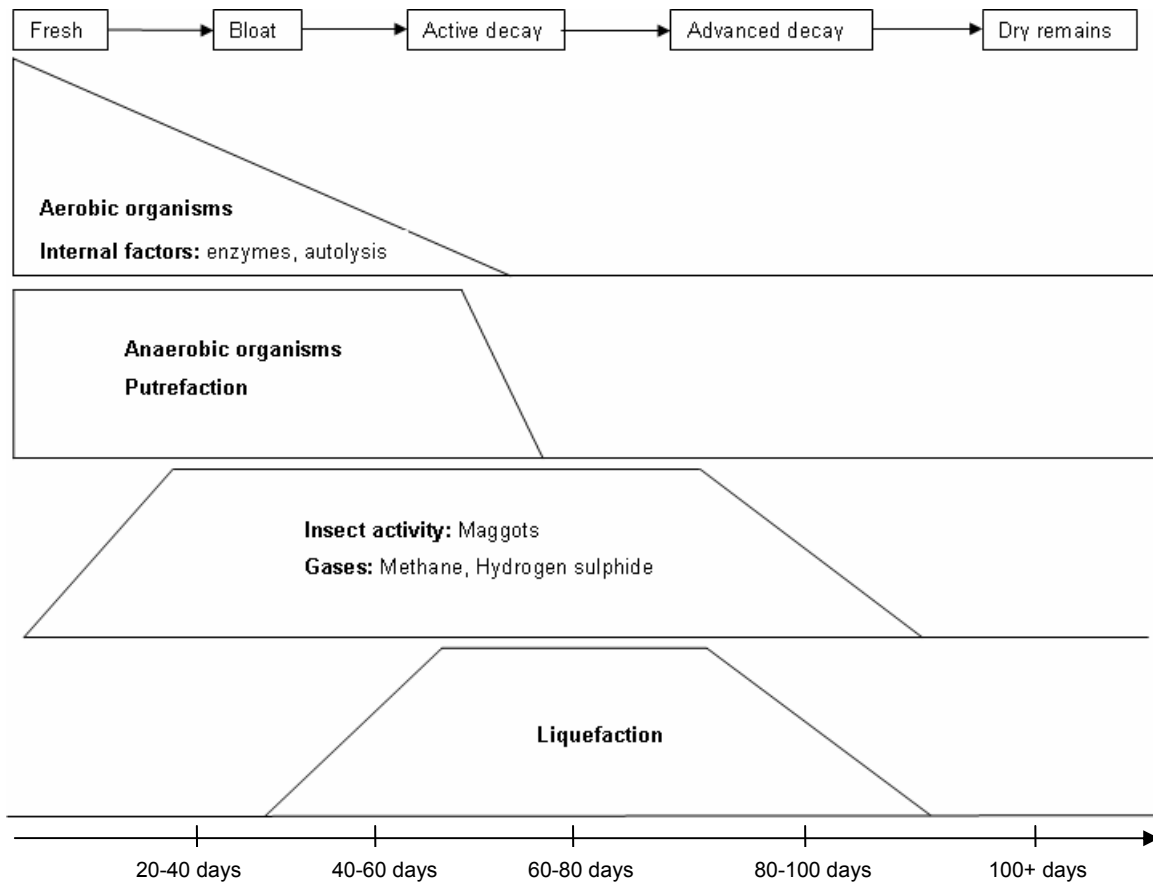 Fresh
Bloat
Active decay
Advanced decay
Dry remains
Aerobic organisms
Internal factors: enzymes, autolysis
Anaerobic organisms
Putrefaction
Insect activity: Maggots
Gases: Methane, Hydrogen sulphide
Liquefaction
20-40 days
40-60 days
60-80 days
80-100 days
100+ days